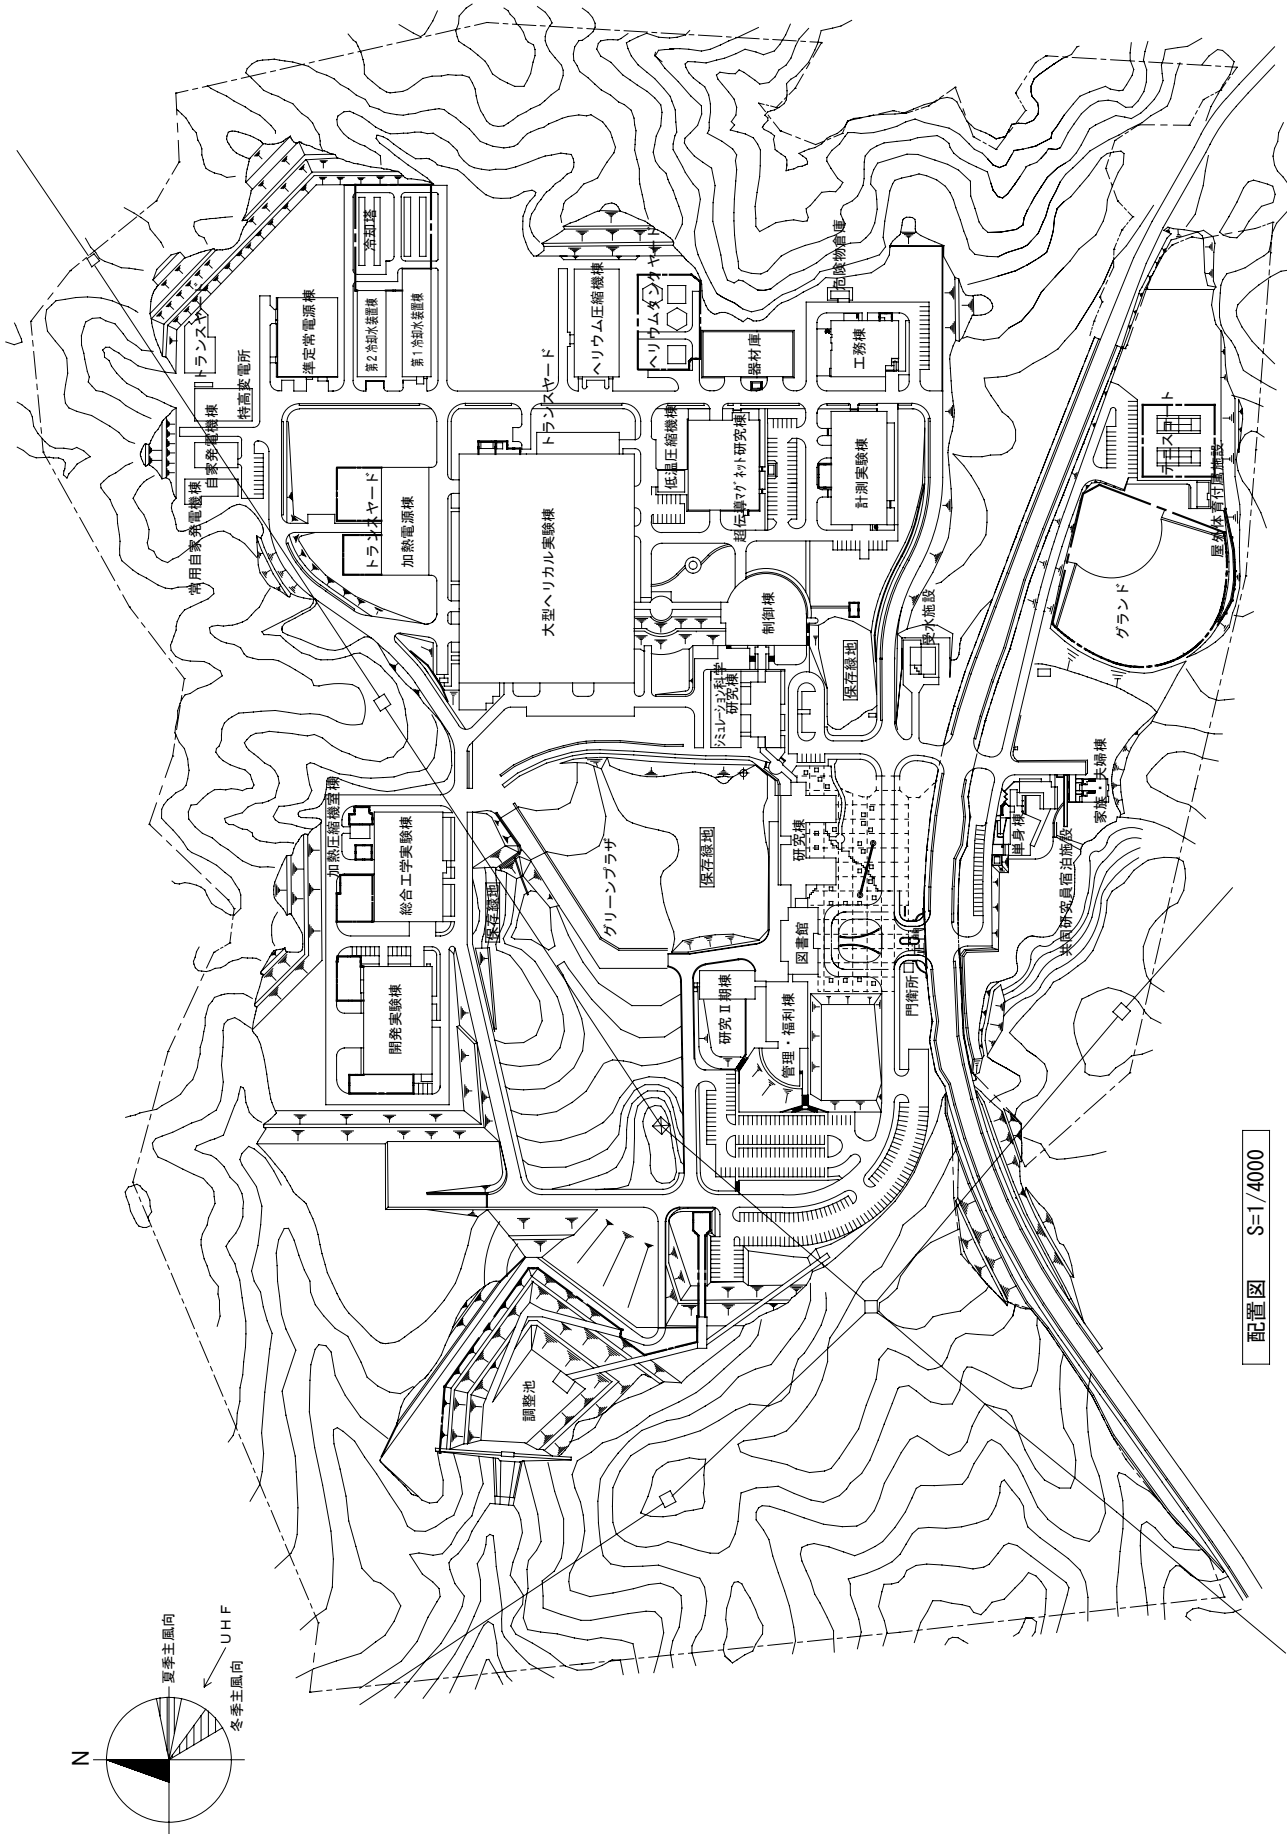 N
夏季主風向
UHF
冬季主風向
トランスヤード
特高変電所
自家発電機棟
常用自家発電機棟
準定常電源棟
冷却塔
第2冷却水装置棟
第1冷却水装置棟
トランスヤード
加熱電源棟
トランスヤード
大型ヘリカル実験棟
ヘリウム圧縮機棟
ヘリウムタンクヤード
器材庫
危険物倉庫
工務棟
低温圧縮機棟
超伝導マグネット研究棟
計測実験棟
制御棟
シミュレーション科学
研究棟
保存緑地
受水施設
加熱圧縮機室棟
総合工学実験棟
開発実験棟
保存緑地
グリーンプラザ
保存緑地
研究棟
図書館
研究Ⅱ期棟
管理・福利棟
門衛所
調整池
テニスコート
屋外体育付属施設
グランド
家族・夫婦棟
単身棟
共同研究員宿泊施設
配置図 S=1/4000